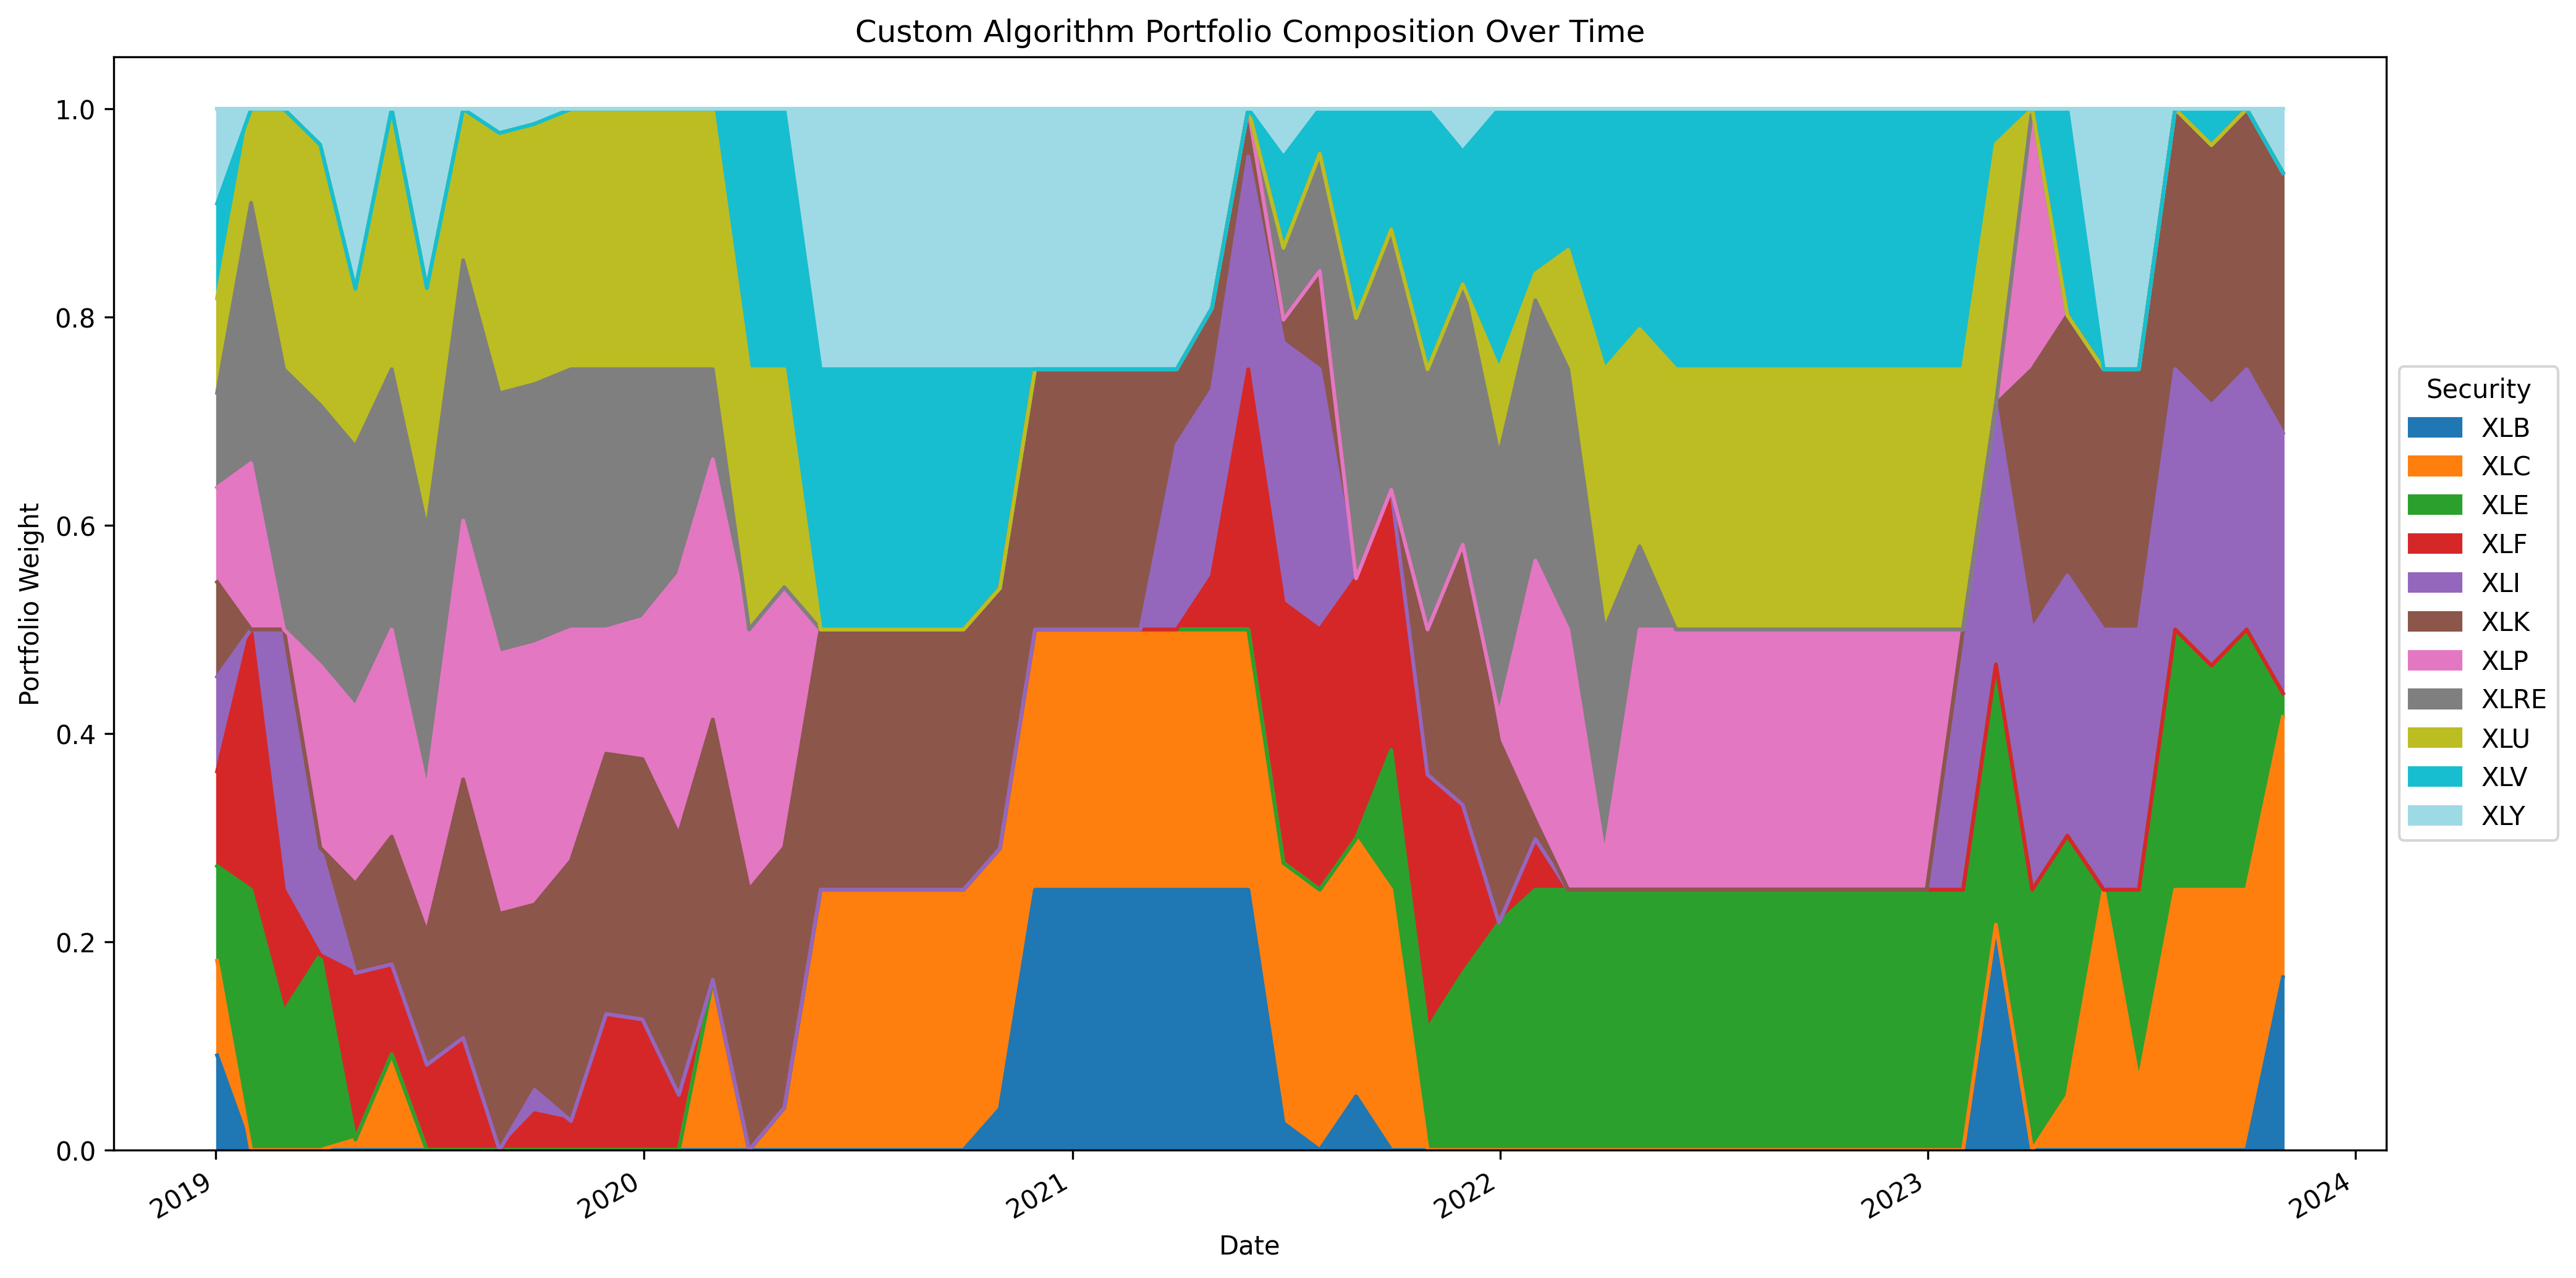 Custom Algorithm Portfolio Composition Over Time
Portfolio Weight
1.0
0.8
0.6
0.4
0.2
0.0
2019
2020
2021
2022
2023
2024
Date
Security
XLB
XLC
XLE
XLF
XLI
XLK
XLP
XLRE
XLU
XLV
XLY